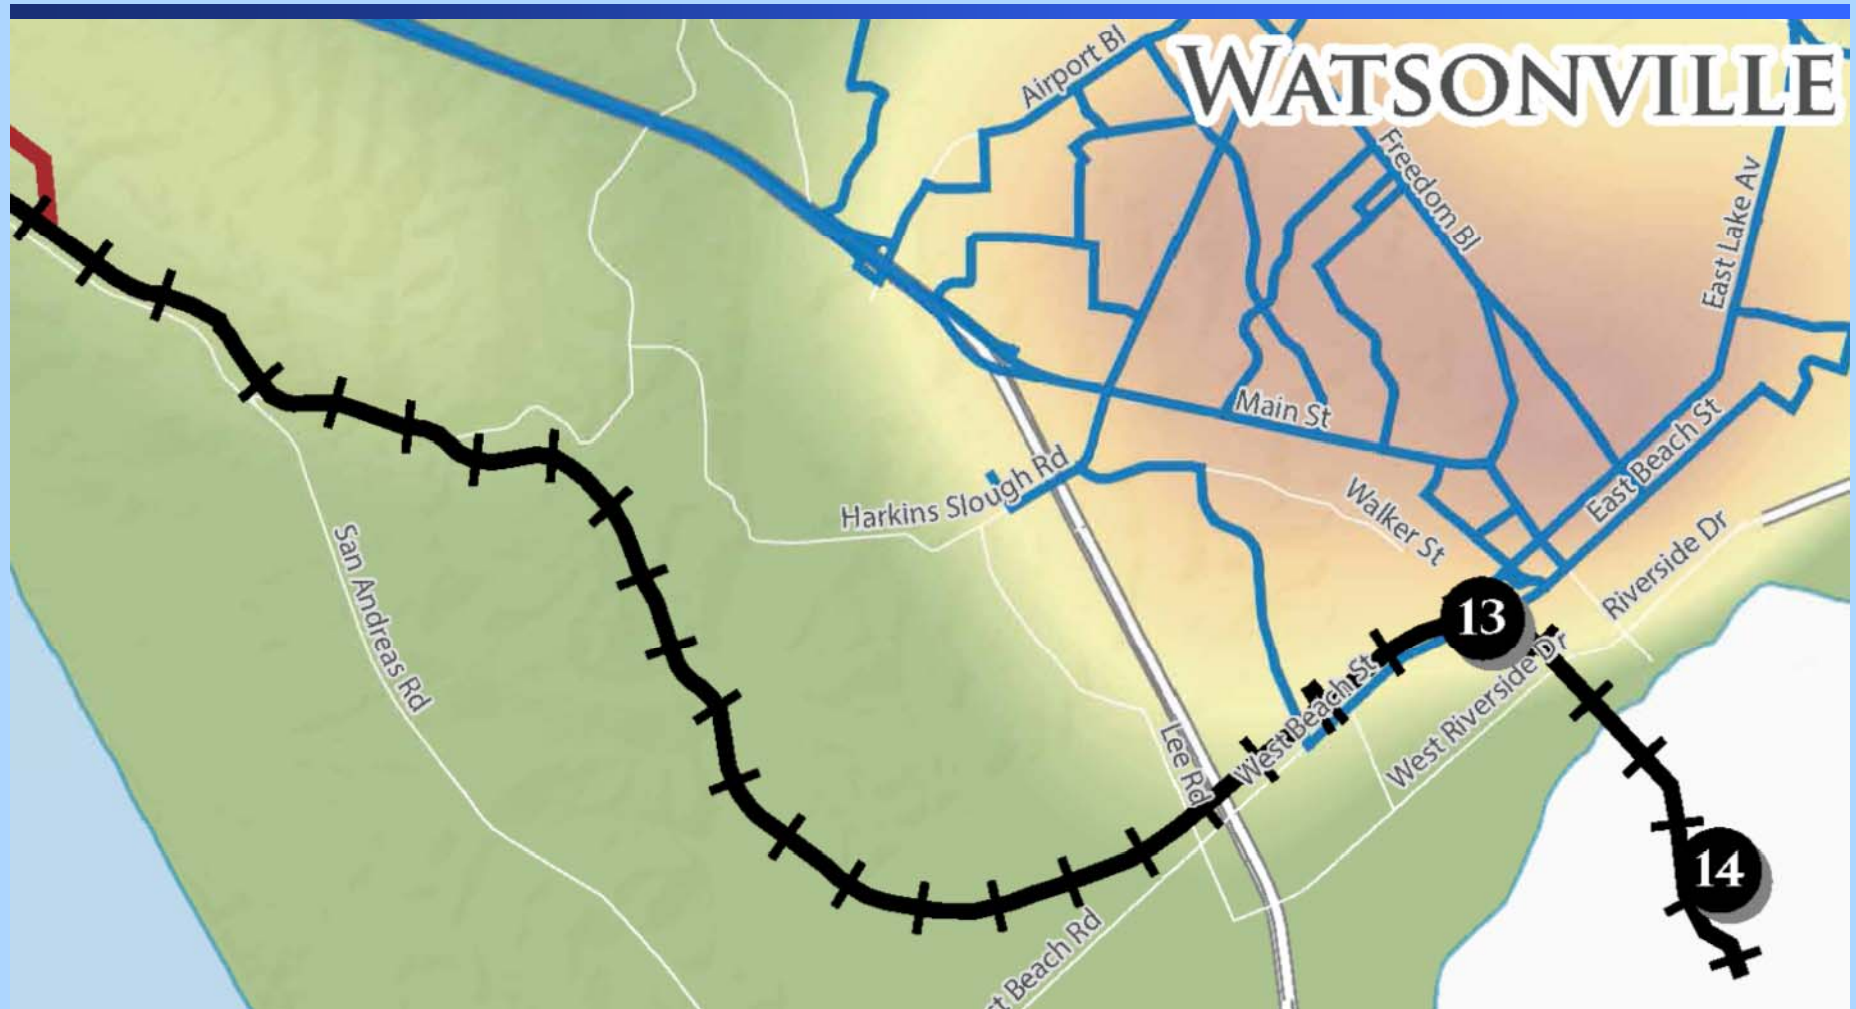 WATSONVILLE
Airport Bl
Freedom Bl
East Lake Av
Main St
East Beach St
Harkins Slough Rd
Walker St
Riverside Dr
San Andreas Rd
13
West Beach St
West Riverside Dr
Lee Rd
14
st Beach Rd